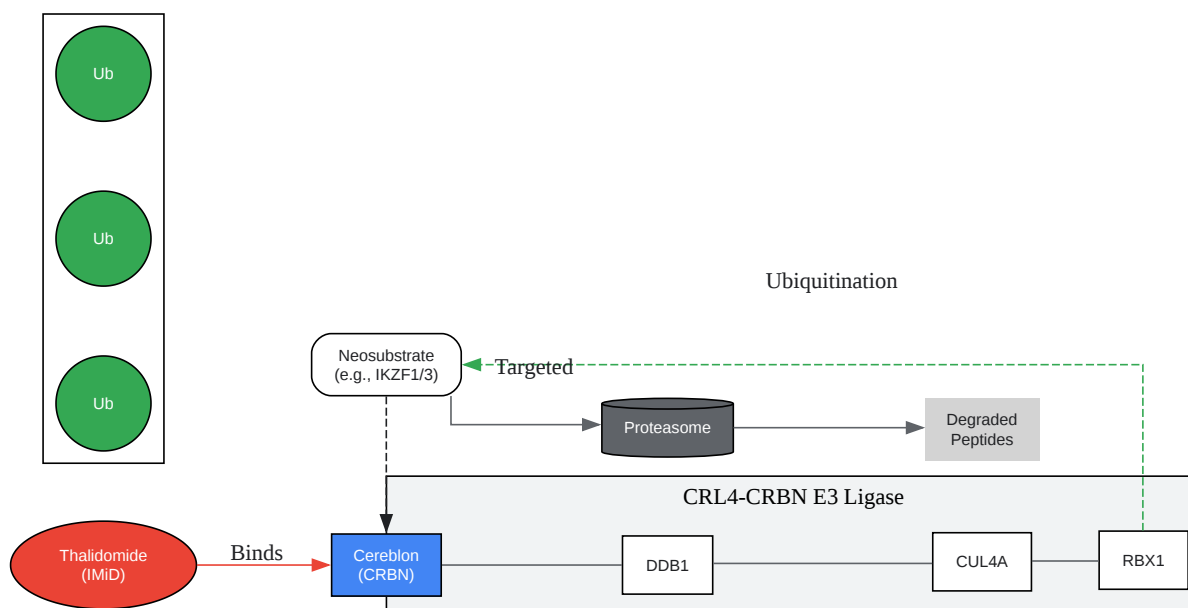 Ub
Ub
Ubiquitination
Neosubstrate
(e.g., IKZF1/3)
Targeted
Ub
Proteasome
Degraded
Peptides
CRL4-CRBN E3 Ligase
Thalidomide
(IMiD)
Binds
Cereblon
(CRBN)
DDB1
CUL4A
RBX1